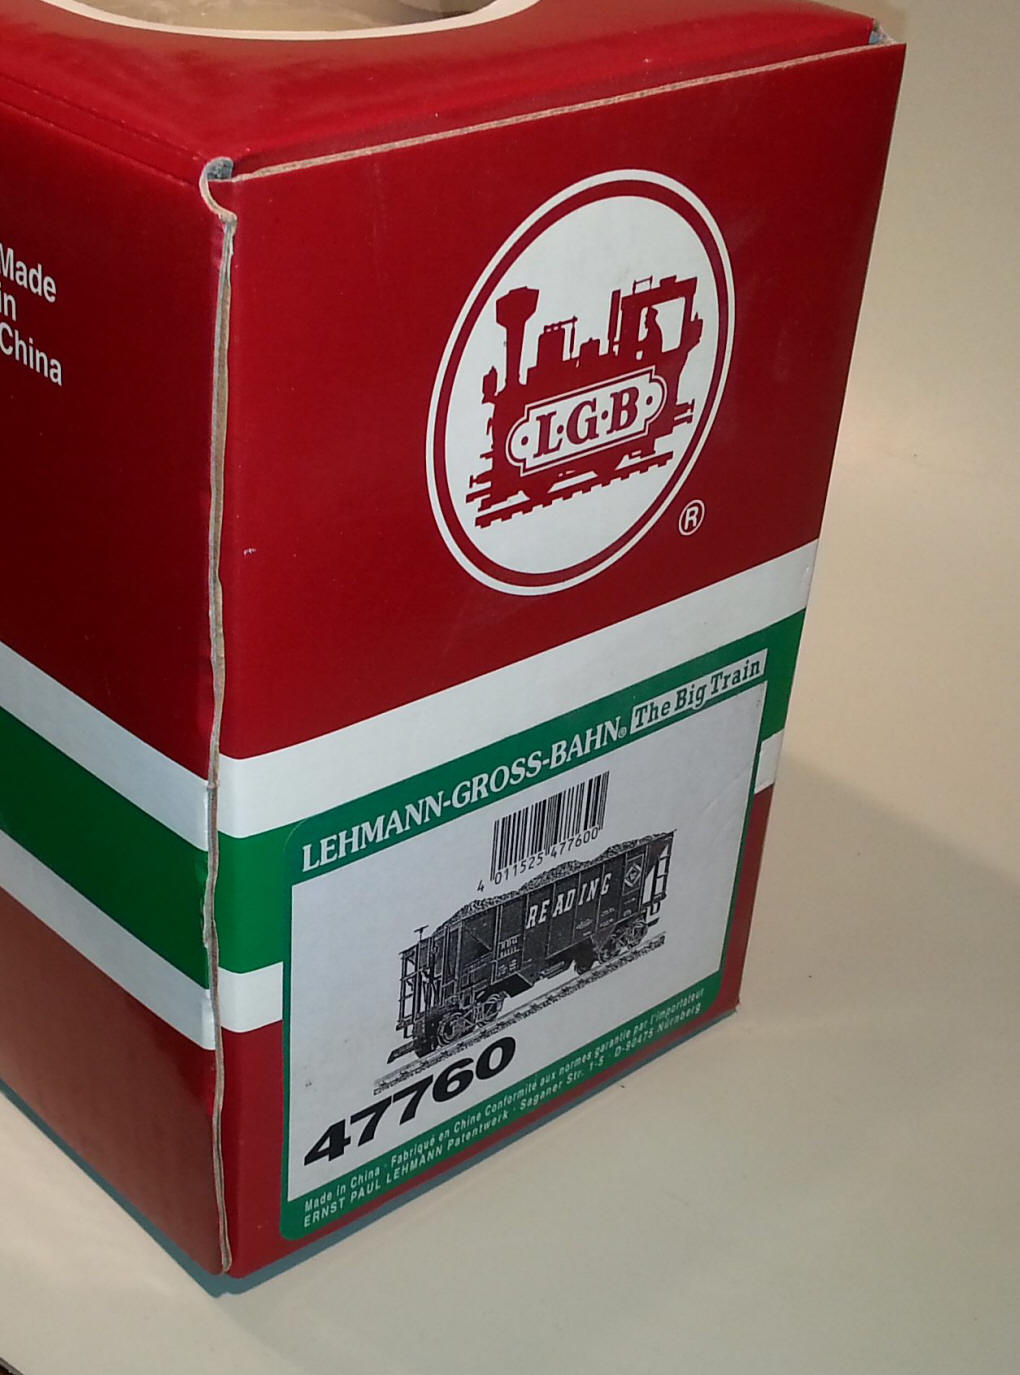 Made
in
China
L·G·B
®
LEHMANN-GROSS-BAHN® The Big Train
4 011525 477600
READING
47760
Made in China · Fabriqué en Chine Conformité aux normes garantie par l'importateur
ERNST PAUL LEHMANN Patentwerk · Saganer Str. 1-5 · D-90475 Nürnberg